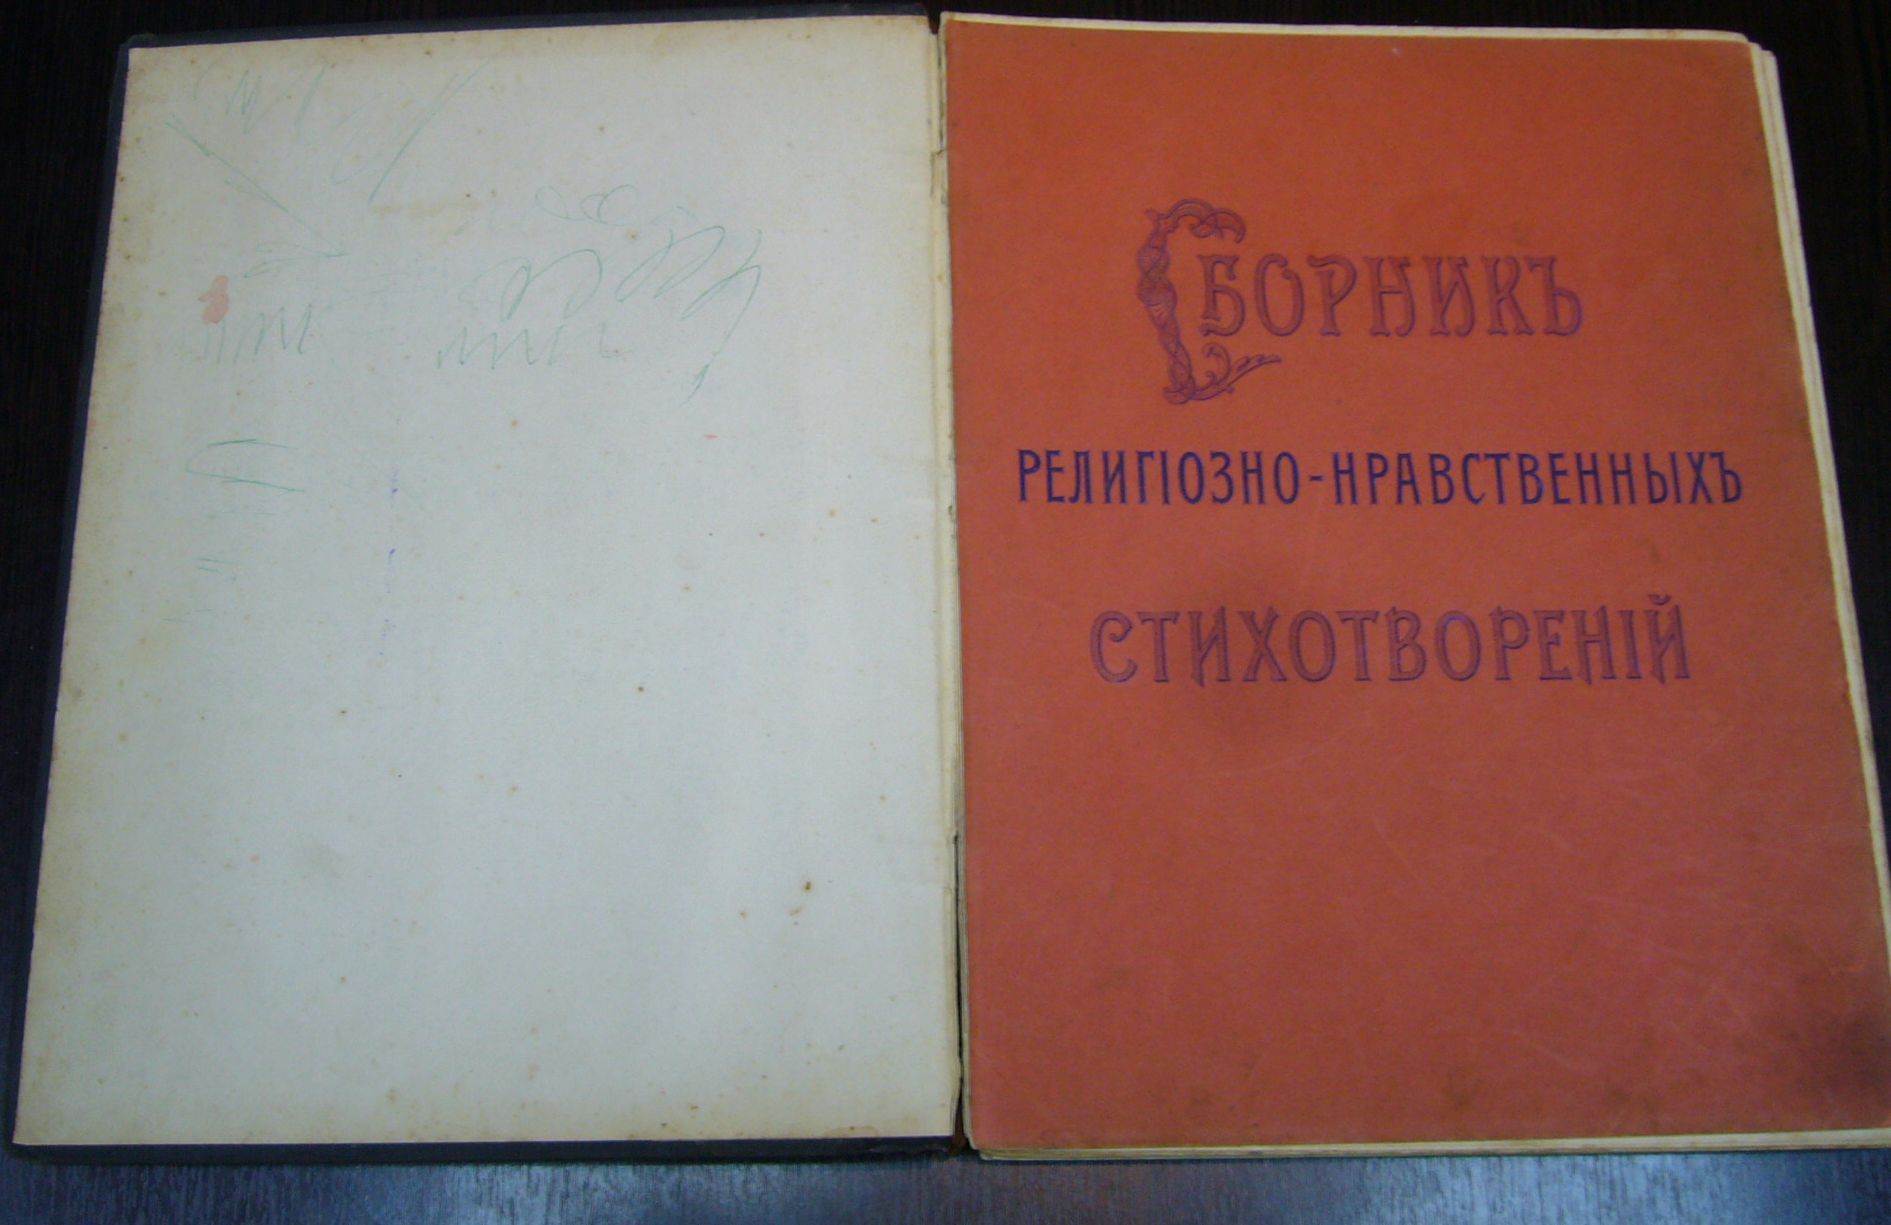 Сборникъ
РЕЛИГІОЗНО-НРАВСТВЕННЫХЪ
СТИХОТВОРЕНІЙ